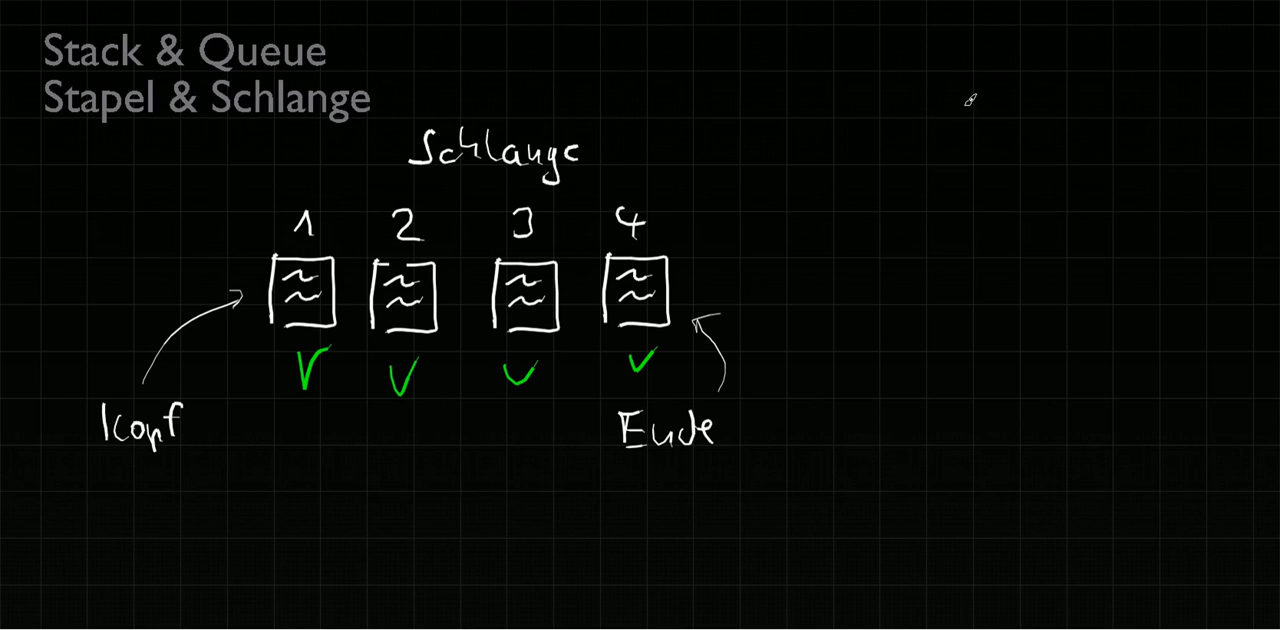 Stack & Queue
Stapel & Schlange
Schlange
1 2 3 4
Kopf
Ende